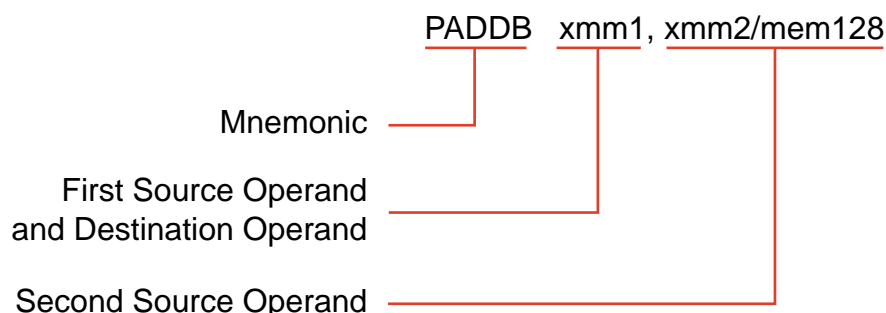 PADDB xmm1, xmm2/mem128
Mnemonic
First Source Operand
and Destination Operand
Second Source Operand